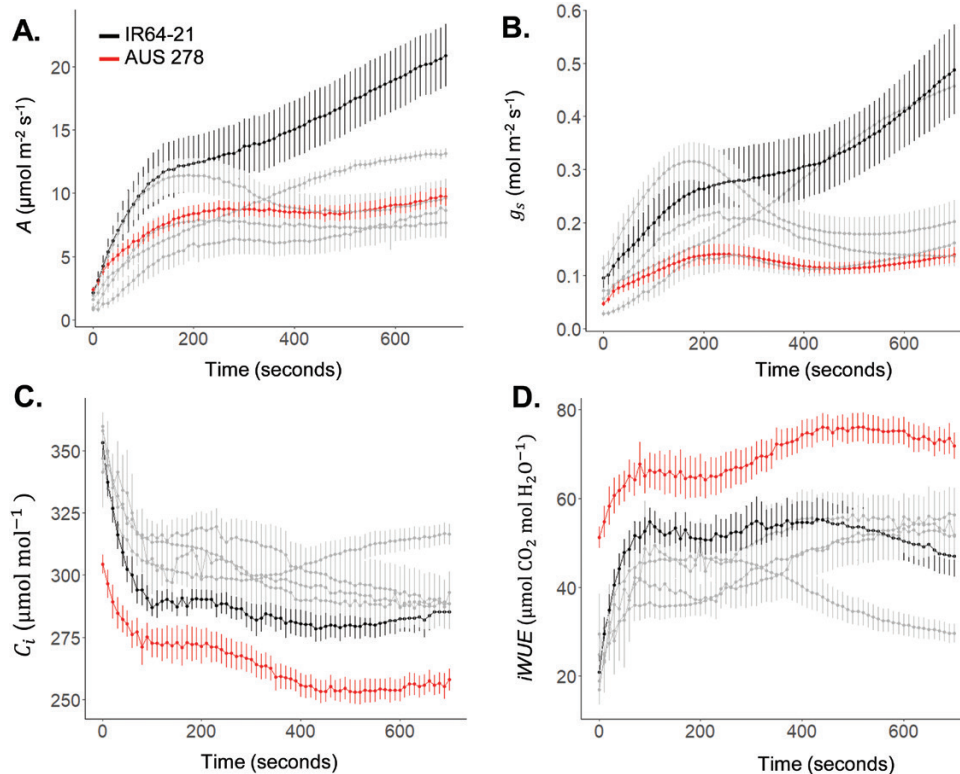 A.
IR64-21
AUS 278
A (µmol m⁻² s⁻¹)
20
15
10
5
0
0 200 400 600
Time (seconds)
B.
gs (mol m⁻² s⁻¹)
0.6
0.5
0.4
0.3
0.2
0.1
0.0
0 200 400 600
Time (seconds)
C.
Ci (µmol mol⁻¹)
350
325
300
275
250
0 200 400 600
Time (seconds)
D.
iWUE (µmol CO₂ mol H₂O⁻¹)
80
60
40
20
0 200 400 600
Time (seconds)